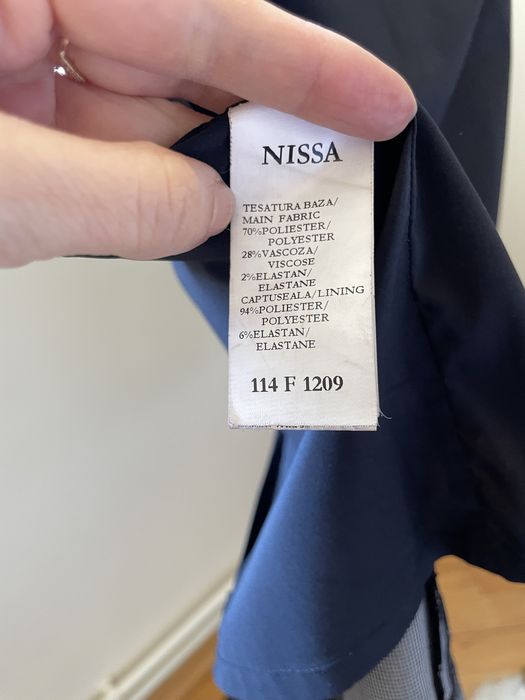 NISSA
TESATURA BAZA/
MAIN FABRIC
70%POLIESTER/
POLYESTER
28%VASCOZA/
VISCOSE
2%ELASTAN/
ELASTANE
CAPTUSEALA/LINING
94%POLIESTER/
POLYESTER
6%ELASTAN/
ELASTANE
114 F 1209